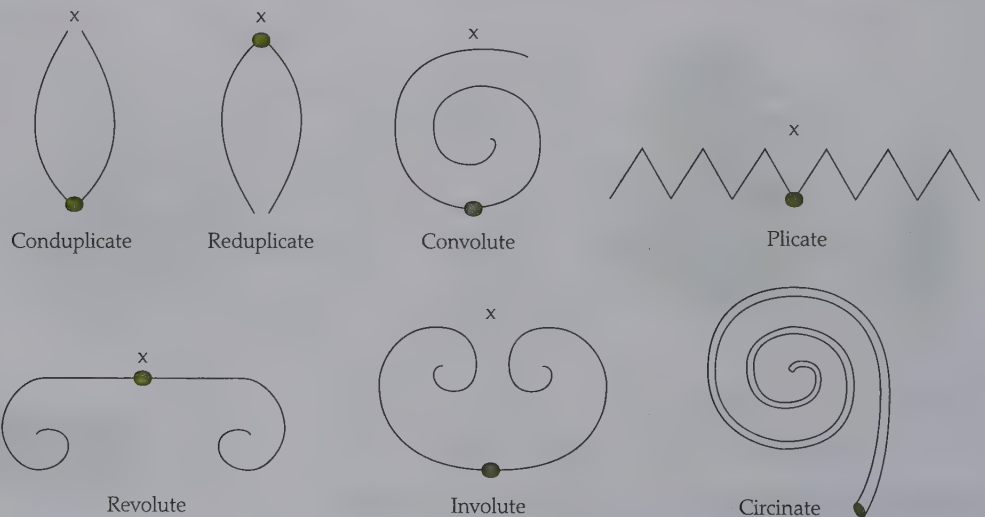 x
x
x
x
Conduplicate
Reduplicate
Convolute
Plicate
x
x
Revolute
Involute
Circinate